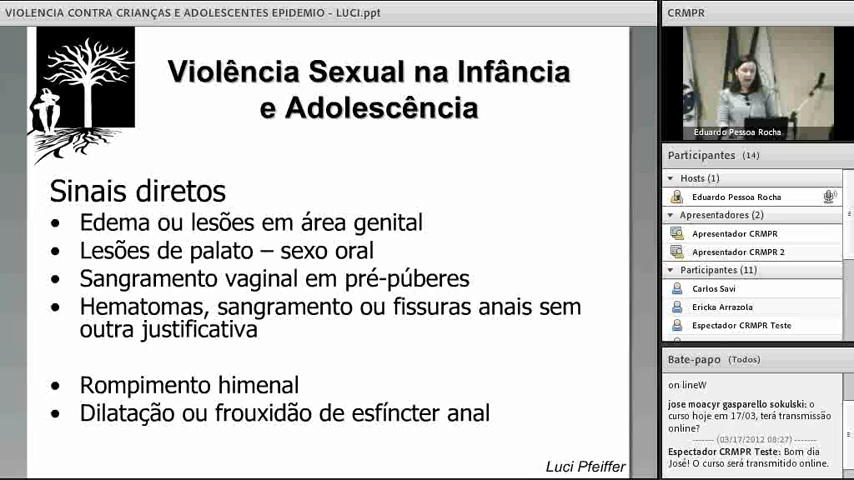 VIOLENCIA CONTRA CRIANÇAS E ADOLESCENTES EPIDEMIO - LUCI.ppt
Violência Sexual na Infância
e Adolescência
Sinais diretos
• Edema ou lesões em área genital
• Lesões de palato – sexo oral
• Sangramento vaginal em pré-púberes
• Hematomas, sangramento ou fissuras anais sem
outra justificativa
• Rompimento himenal
• Dilatação ou frouxidão de esfíncter anal
Luci Pfeiffer
CRMPR
Eduardo Pessoa Rocha
Participantes (14)
Hosts (1)
Eduardo Pessoa Rocha
Apresentadores (2)
Apresentador CRMPR
Apresentador CRMPR 2
Participantes (11)
Carlos Savi
Ericka Arrazola
Espectador CRMPR Teste
Bate-papo (Todos)
on lineW
jose moacyr gasparello sokulski: o
curso hoje em 17/03, terá transmissão
online?
------- (03/17/2012 08:27) -------
Espectador CRMPR Teste: Bom dia
José! O curso será transmitido online.